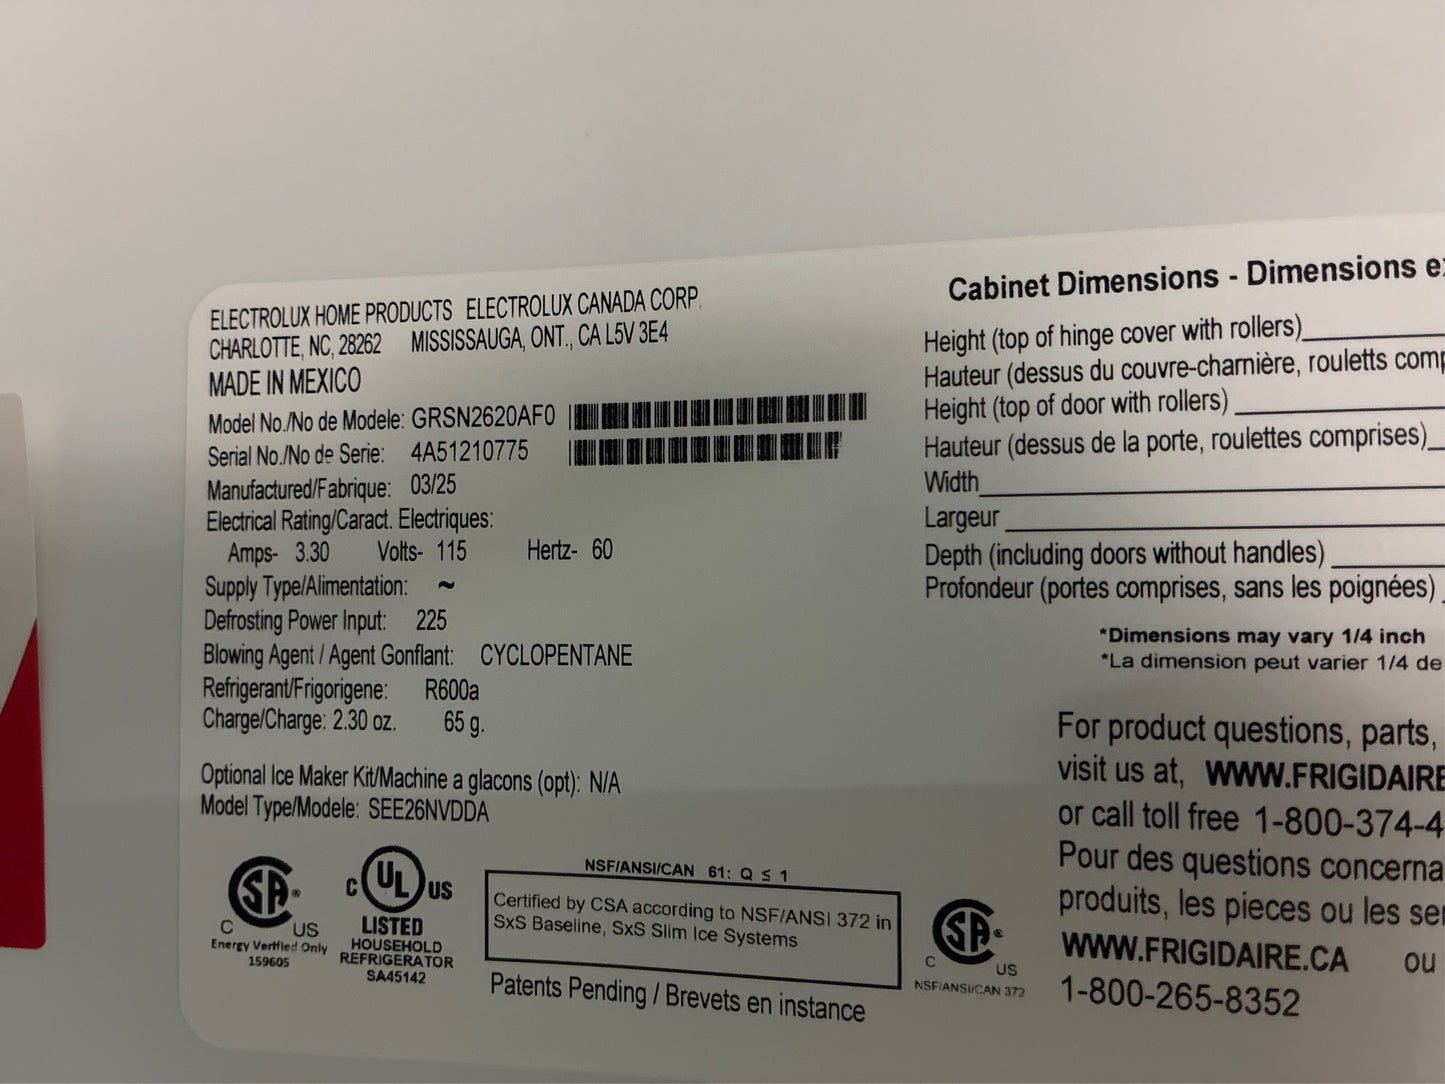 ELECTROLUX HOME PRODUCTS ELECTROLUX CANADA CORP.
CHARLOTTE, NC, 28262 MISSISSAUGA, ONT., CA L5V 3E4
MADE IN MEXICO
Model No./No de Modele: GRSN2620AF0
Serial No./No de Serie: 4A51210775
Manufactured/Fabrique: 03/25
Electrical Rating/Caract. Electriques:
Amps- 3.30 Volts- 115 Hertz- 60
Supply Type/Alimentation: ~
Defrosting Power Input: 225
Blowing Agent / Agent Gonflant: CYCLOPENTANE
Refrigerant/Frigorigene: R600a
Charge/Charge: 2.30 oz. 65 g.
Optional Ice Maker Kit/Machine a glacons (opt): N/A
Model Type/Modele: SEE26NVDDA
SA®
C US
Energy Verified Only
159605
C UL US
LISTED
HOUSEHOLD
REFRIGERATOR
SA45142
NSF/ANSI/CAN 61: Q ≤ 1
Certified by CSA according to NSF/ANSI 372 in
SxS Baseline, SxS Slim Ice Systems
Patents Pending / Brevets en instance
SA®
C US
NSF/ANSI/CAN 372
Cabinet Dimensions - Dimensions
Height (top of hinge cover with rollers)
Hauteur (dessus du couvre-charnière, rouletts
Height (top of door with rollers)
Hauteur (dessus de la porte, roulettes comprises)
Width
Largeur
Depth (including doors without handles)
Profondeur (portes comprises, sans les poignées)
*Dimensions may vary 1/4 inch
*La dimension peut varier 1/4 de
For product questions, parts,
visit us at, WWW.FRIGIDAIRE
or call toll free 1-800-374-4
Pour des questions
produits, les pieces ou les
WWW.FRIGIDAIRE.CA ou
1-800-265-8352